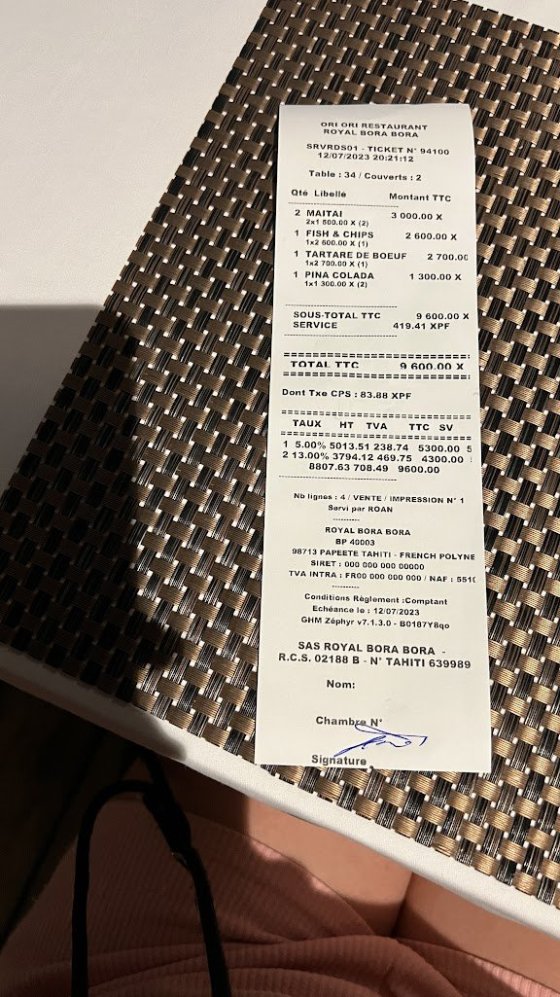 ORI ORI RESTAURANT
ROYAL BORA BORA
SRVRDS01 - TICKET N° 94100
12/07/2023 20:21:12
Table : 34 / Couverts : 2
Qté Libellé Montant TTC
2 MAITAI 3 000.00 X
2x1 500.00 X (2)
1 FISH & CHIPS 2 600.00 X
1x2 600.00 X (1)
1 TARTARE DE BOEUF 2 700.00
1x2 700.00 X (1)
1 PINA COLADA 1 300.00 X
1x1 300.00 X (2)
SOUS-TOTAL TTC 9 600.00 X
SERVICE 419.41 XPF
TOTAL TTC 9 600.00 X
Dont Txe CPS : 83.88 XPF
TAUX HT TVA TTC SV
1 5.00% 5013.51 238.74 5300.00
2 13.00% 3794.12 469.75 4300.00
8807.63 708.49 9600.00
Nb lignes : 4 / VENTE / IMPRESSION N° 1
Servi par ROAN
ROYAL BORA BORA
BP 40003
98713 PAPEETE TAHITI - FRENCH POLYNE
SIRET : 000 000 000 00000
TVA INTRA : FR00 000 000 000 / NAF : 551
Conditions Règlement :Comptant
Echéance le : 12/07/2023
GHM Zéphyr v7.1.3.0 - B0187Y8qo
SAS ROYAL BORA BORA -
R.C.S. 02188 B - N° TAHITI 639989
Nom:
Chambre N°
Signature